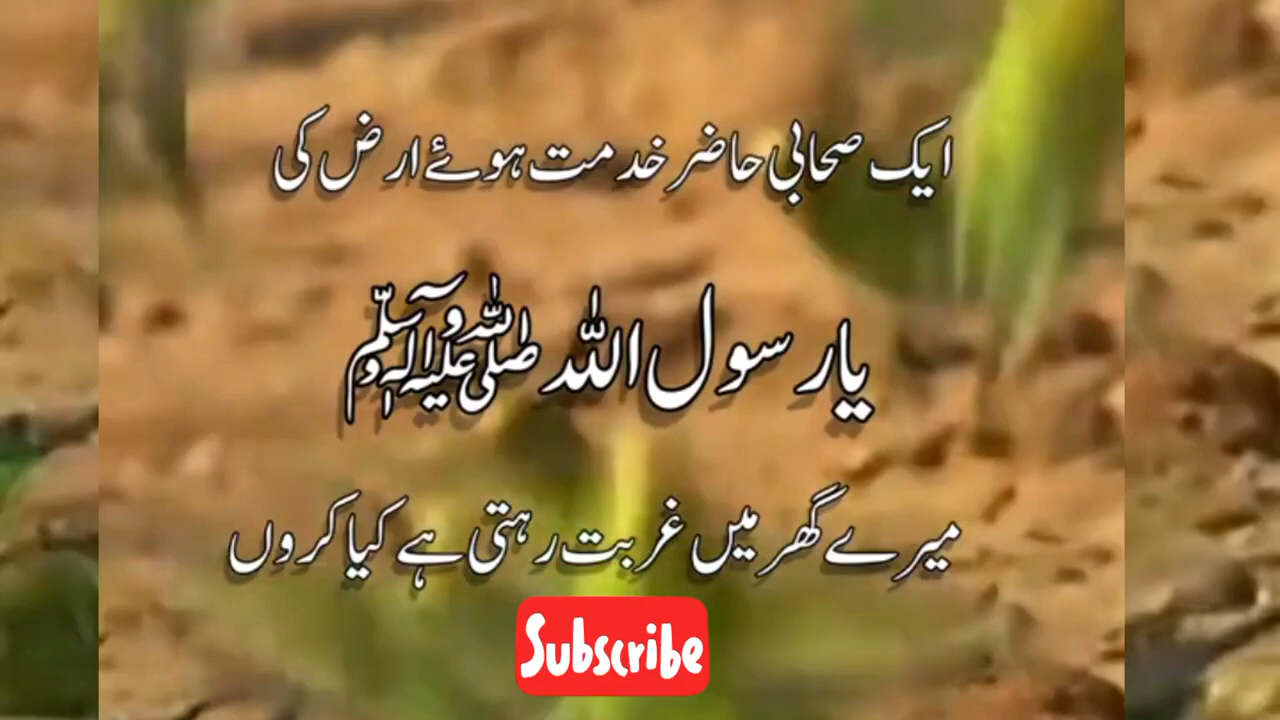 ایک صحابی حاضرِ خدمت ہوئے ارض کی
یا رسول اللہ صلی اللہ علیہ وآلہ وسلم
میرے گھر میں غربت رہتی ہے کیا کروں
Subscribe